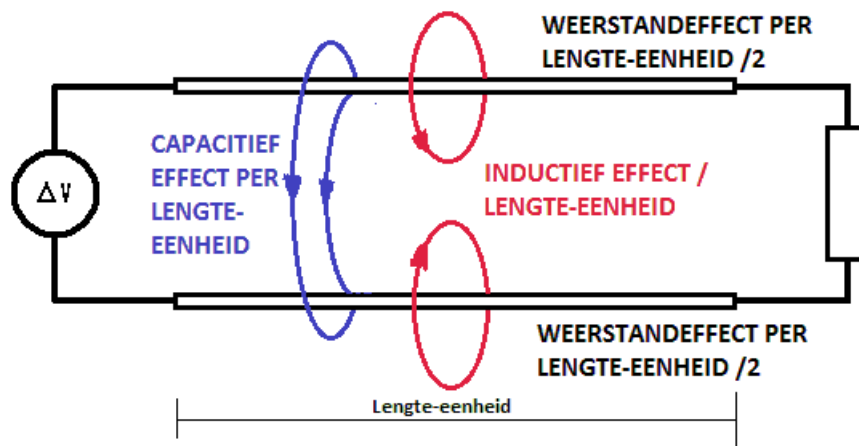 WEERSTANDEFFECT PER
LENGTE-EENHEID /2
CAPACITIEF
EFFECT PER
LENGTE-
EENHEID
ΔV
INDUCTIEF EFFECT /
LENGTE-EENHEID
WEERSTANDEFFECT PER
LENGTE-EENHEID /2
Lengte-eenheid